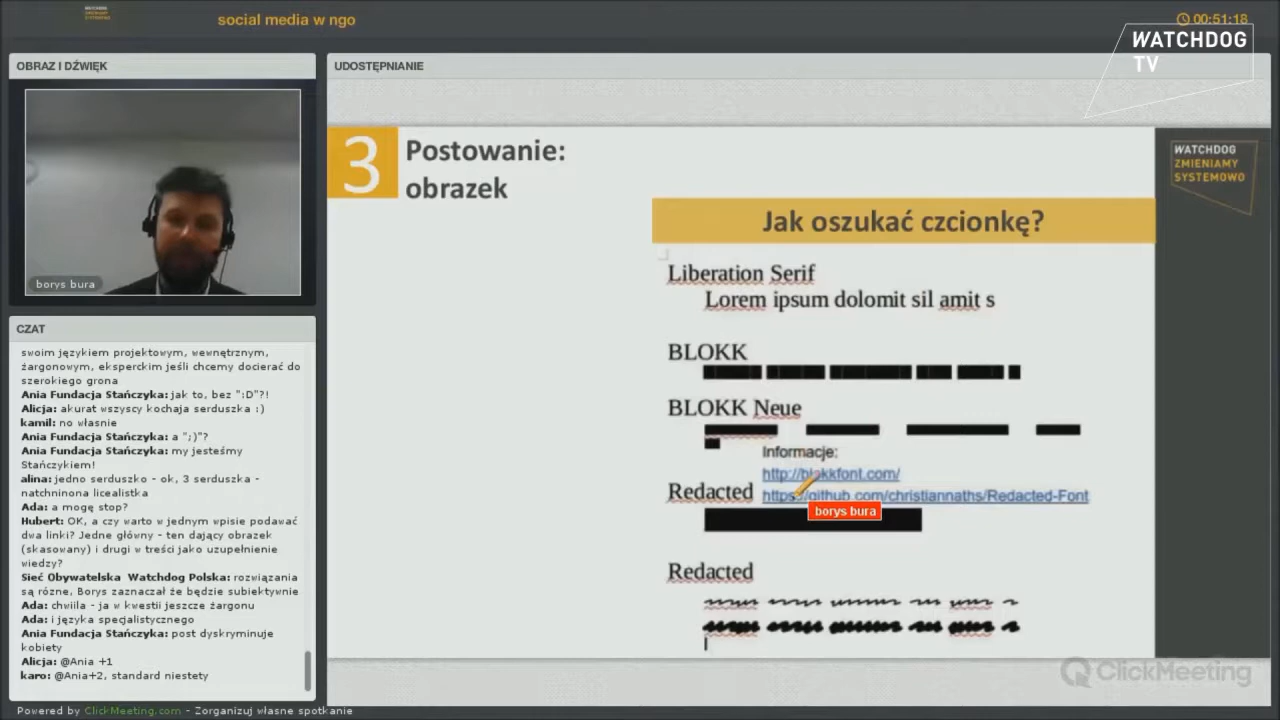 WATCHDOG
ZMIENIAMY
SYSTEMOWO
social media w ngo
00:51:18
WATCHDOG
TV
OBRAZ I DŹWIĘK
borys bura
CZAT
swoim językiem projektowym, wewnętrznym,
żargonowym, eksperckim jeśli chcemy docierać do
szerokiego grona
Ania Fundacja Stańczyka: jak to, bez ":D"?!
Alicja: akurat wszyscy kochaja serduszka :)
kamil: no własnie
Ania Fundacja Stańczyka: a ";)"?
Ania Fundacja Stańczyka: my jesteśmy
Stańczykiem!
alina: jedno serduszko - ok, 3 serduszka -
natchninona licealistka
Ada: a mogę stop?
Hubert: OK, a czy warto w jednym wpisie podawać
dwa linki? Jedne główny - ten dający obrazek
(skasowany) i drugi w treści jako uzupełnienie
wiedzy?
Sieć Obywatelska Watchdog Polska: rozwiązania
sa rózne, Borys zaznaczał że będzie subiektywnie
Ada: chwiila - ja w kwestii jeszcze żargonu
Ada: i języka specjalistycznego
Ania Fundacja Stańczyka: post dyskryminuje
kobiety
Alicja: @Ania +1
karo: @Ania+2, standard niestety
UDOSTĘPNIANIE
3
Postowanie:
obrazek
WATCHDOG
ZMIENIAMY
SYSTEMOWO
Jak oszukać czcionkę?
Liberation Serif
Lorem ipsum dolomit sil amit s
BLOKK
BLOKK Neue
Informacje:
http://blokkfont.com/
Redacted
https://github.com/christiannaths/Redacted-Font
borys bura
Redacted
ClickMeeting
Powered by ClickMeeting.com - Zorganizuj własne spotkanie